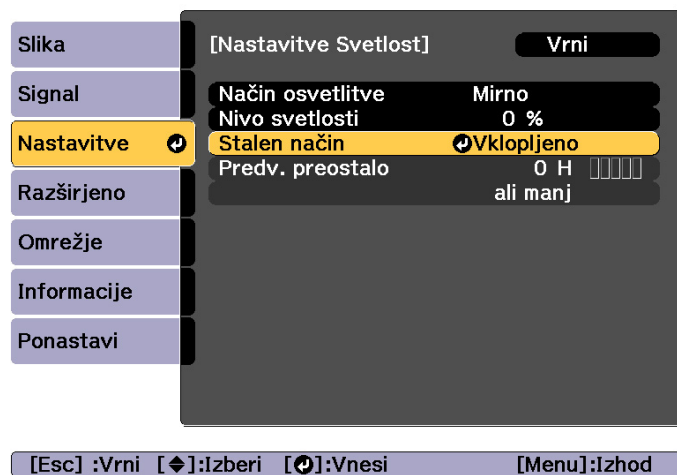 Slika
Signal
Nastavitve
Razširjeno
Omrežje
Informacije
Ponastavi
[Nastavitve Svetlost] Vrni
Način osvetlitve Mirno
Nivo svetlosti 0 %
Stalen način Vklopljeno
Predv. preostalo 0 H
ali manj
[Esc] :Vrni [◆]:Izberi [↵]:Vnesi [Menu]:Izhod